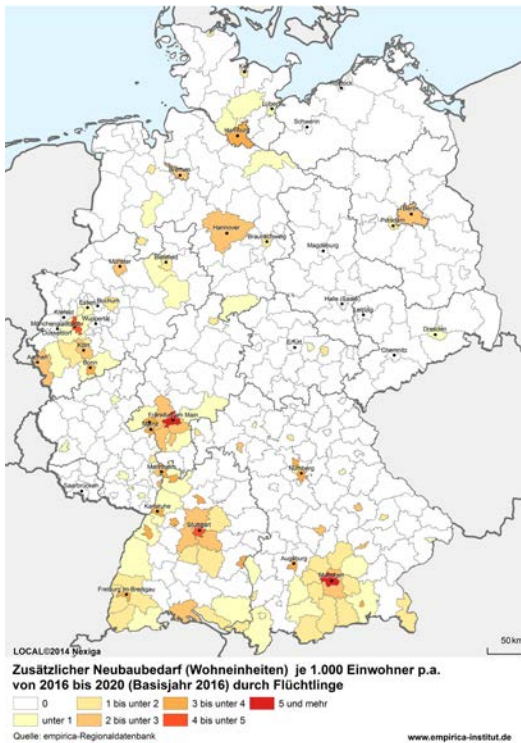 Kiel
Rostock
Lübeck
Hamburg
Schwerin
Bremen
Berlin
Potsdam
Hannover
Braunschweig
Magdeburg
Münster
Bielefeld
Halle (Saale)
Leipzig
Krefeld
Essen
Bochum
Mönchengladbach
Wuppertal
Düsseldorf
Dresden
Köln
Erfurt
Chemnitz
Aachen
Bonn
Frankfurt am Main
Mainz
Mannheim
Nürnberg
Saarbrücken
Karlsruhe
Stuttgart
Augsburg
München
Freiburg im Breisgau
LOCAL©2014 Nexiga
50 km
Zusätzlicher Neubaubedarf (Wohneinheiten) je 1.000 Einwohner p.a.
von 2016 bis 2020 (Basisjahr 2016) durch Flüchtlinge
0
1 bis unter 2
3 bis unter 4
5 und mehr
unter 1
2 bis unter 3
4 bis unter 5
Quelle: empirica-Regionaldatenbank
www.empirica-institut.de